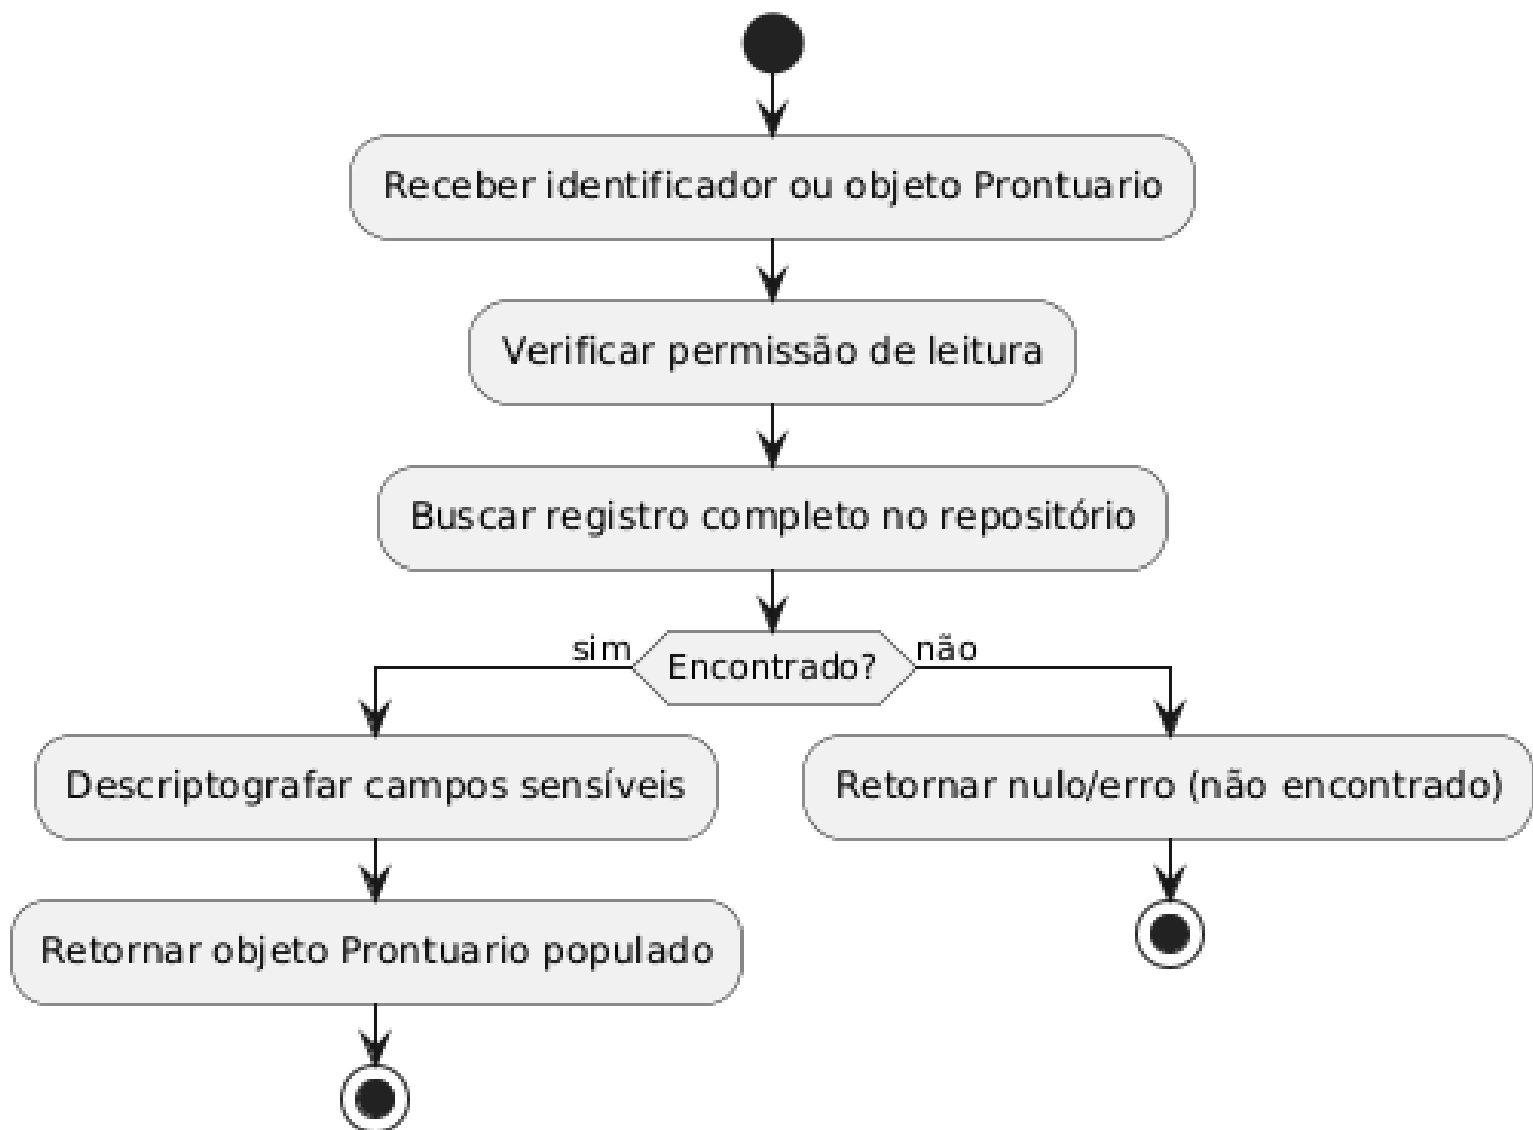 Receber identificador ou objeto Prontuario
Verificar permissão de leitura
Buscar registro completo no repositório
sim
Encontrado?
não
Descriptografar campos sensíveis
Retornar nulo/erro (não encontrado)
Retornar objeto Prontuario populado